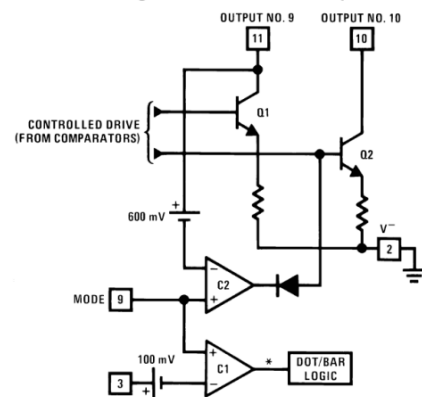 OUTPUT NO. 9
OUTPUT NO. 10
11
10
Q1
CONTROLLED DRIVE
(FROM COMPARATORS)
Q2
+
600 mV
V⁻
2
−
C2
MODE
9
+
100 mV
+
C1
*
DOT/BAR
LOGIC
3
+
−